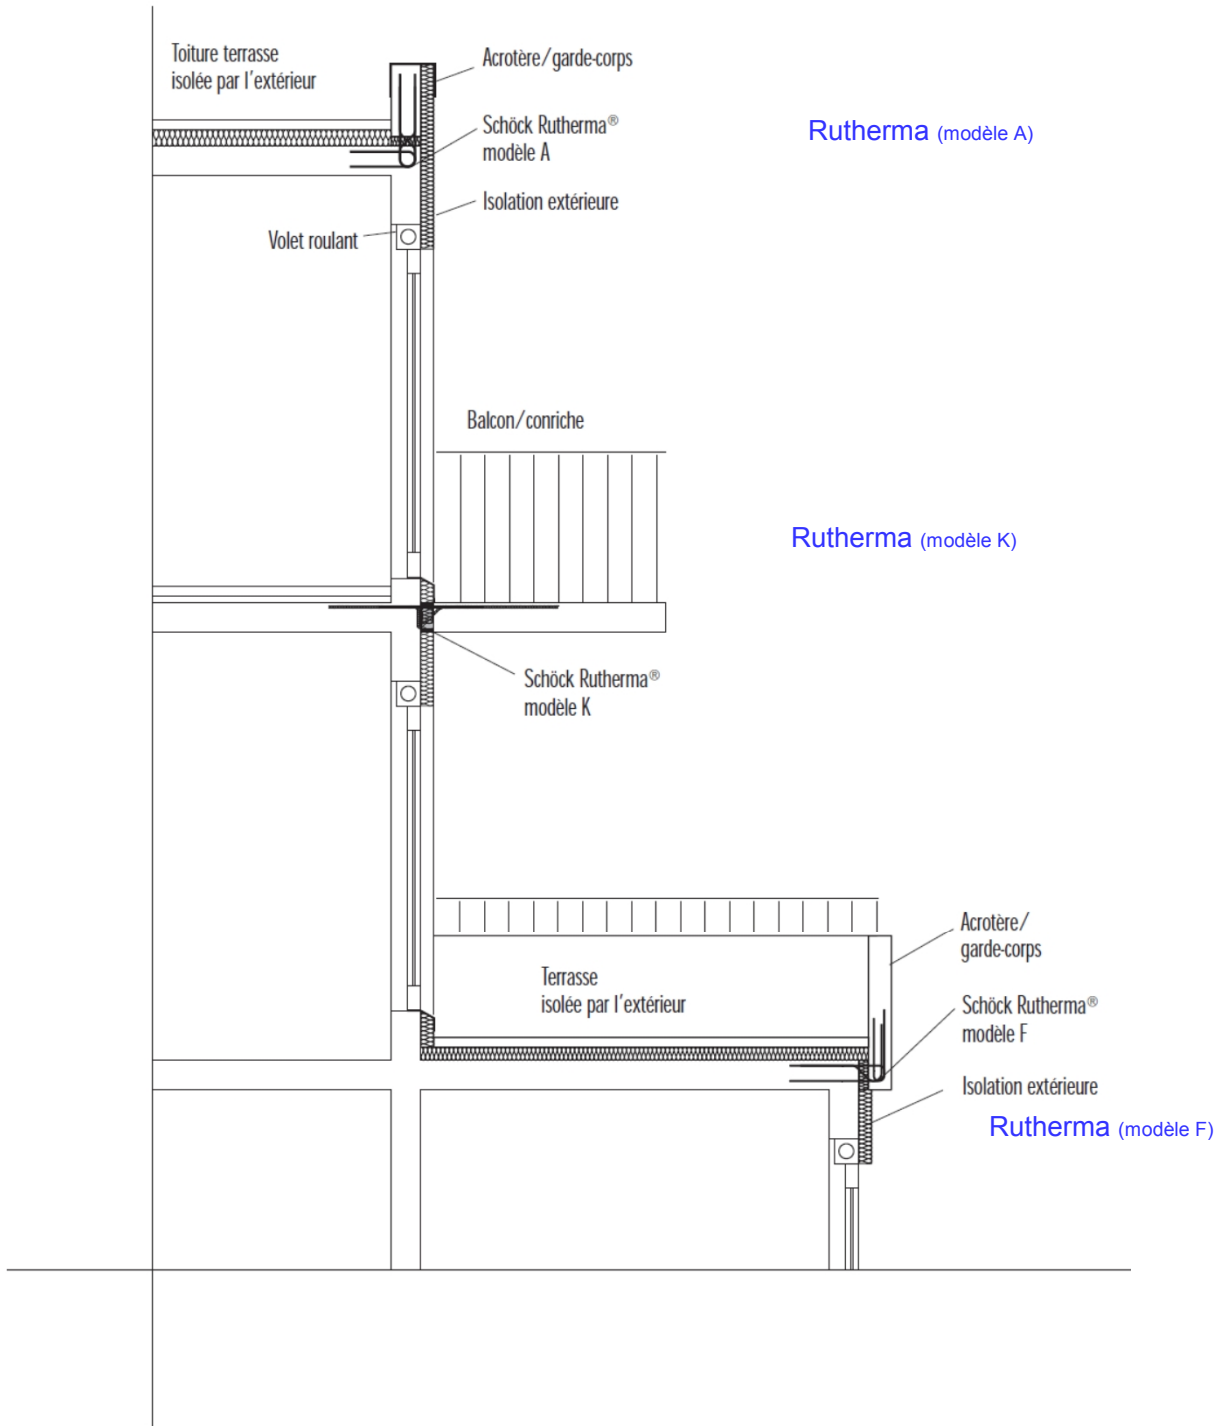 Toiture terrasse
isolée par l'extérieur
Acrotère/garde-corps
Schöck Rutherma®
modèle A
Rutherma (modèle A)
Isolation extérieure
Volet roulant
Balcon/conriche
Rutherma (modèle K)
Schöck Rutherma®
modèle K
Acrotère/
garde-corps
Terrasse
isolée par l'extérieur
Schöck Rutherma®
modèle F
Isolation extérieure
Rutherma (modèle F)